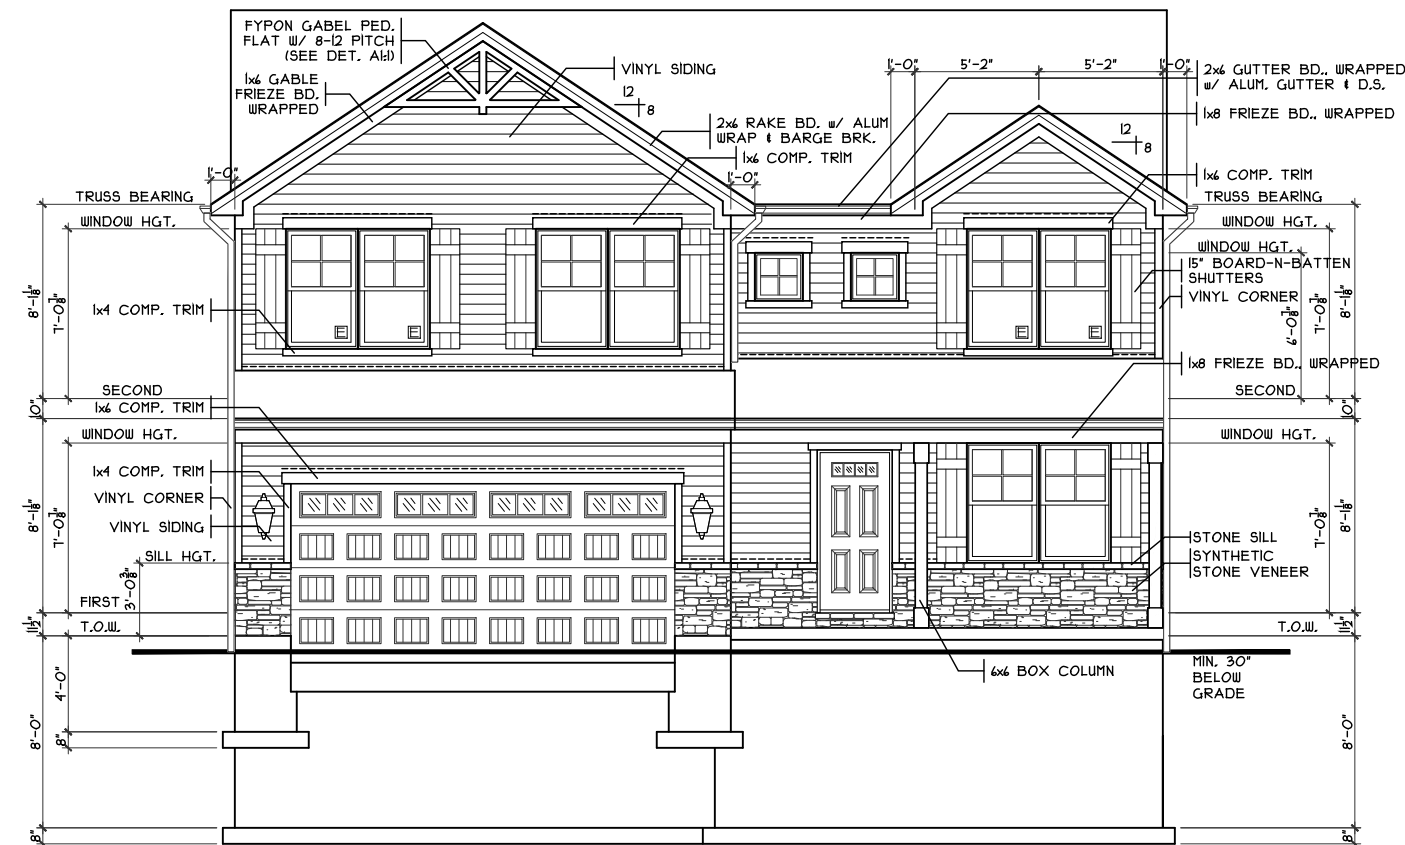 FYPON GABEL PED.
FLAT W/ 8-12 PITCH
(SEE DET. A1:1)
1x6 GABLE
FRIEZE BD.
WRAPPED
VINYL SIDING
12
8
2x6 RAKE BD. w/ ALUM
WRAP & BARGE BRK.
1x6 COMP. TRIM
1'-0"
5'-2"
5'-2"
1'-0"
2x6 GUTTER BD., WRAPPED
w/ ALUM. GUTTER & D.S.
1x8 FRIEZE BD., WRAPPED
12
8
1x6 COMP. TRIM
1'-0"
1'-0"
TRUSS BEARING
WINDOW HGT.
TRUSS BEARING
WINDOW HGT.
WINDOW HGT.
15" BOARD-N-BATTEN
SHUTTERS
VINYL CORNER
8'-1 1/8"
7'-0 7/8"
1x4 COMP. TRIM
E
E
E
E
6'-0 7/8"
7'-0 7/8"
8'-1 1/8"
1x8 FRIEZE BD., WRAPPED
SECOND
SECOND
10"
1x6 COMP. TRIM
10"
WINDOW HGT.
WINDOW HGT.
1x4 COMP. TRIM
VINYL CORNER
VINYL SIDING
8'-1 1/8"
7'-0 7/8"
7'-0 7/8"
8'-1 1/8"
SILL HGT.
STONE SILL
SYNTHETIC
STONE VENEER
3'-0 3/8"
FIRST
T.O.W.
11 1/2"
T.O.W.
11 1/2"
6x6 BOX COLUMN
MIN. 30"
BELOW
GRADE
4'-0"
8'-0"
8"
8'-0"
8"
8"